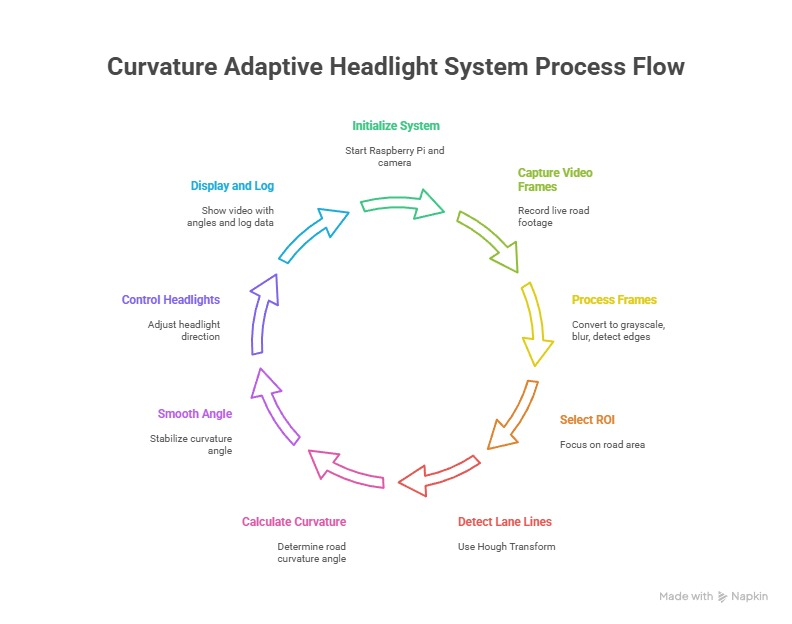 Curvature Adaptive Headlight System Process Flow
Initialize System
Start Raspberry Pi and
camera
Capture Video
Frames
Record live road
footage
Process Frames
Convert to grayscale,
blur, detect edges
Select ROI
Focus on road area
Detect Lane Lines
Use Hough Transform
Calculate Curvature
Determine road
curvature angle
Smooth Angle
Stabilize curvature
angle
Control Headlights
Adjust headlight
direction
Display and Log
Show video with
angles and log data
Made with Napkin